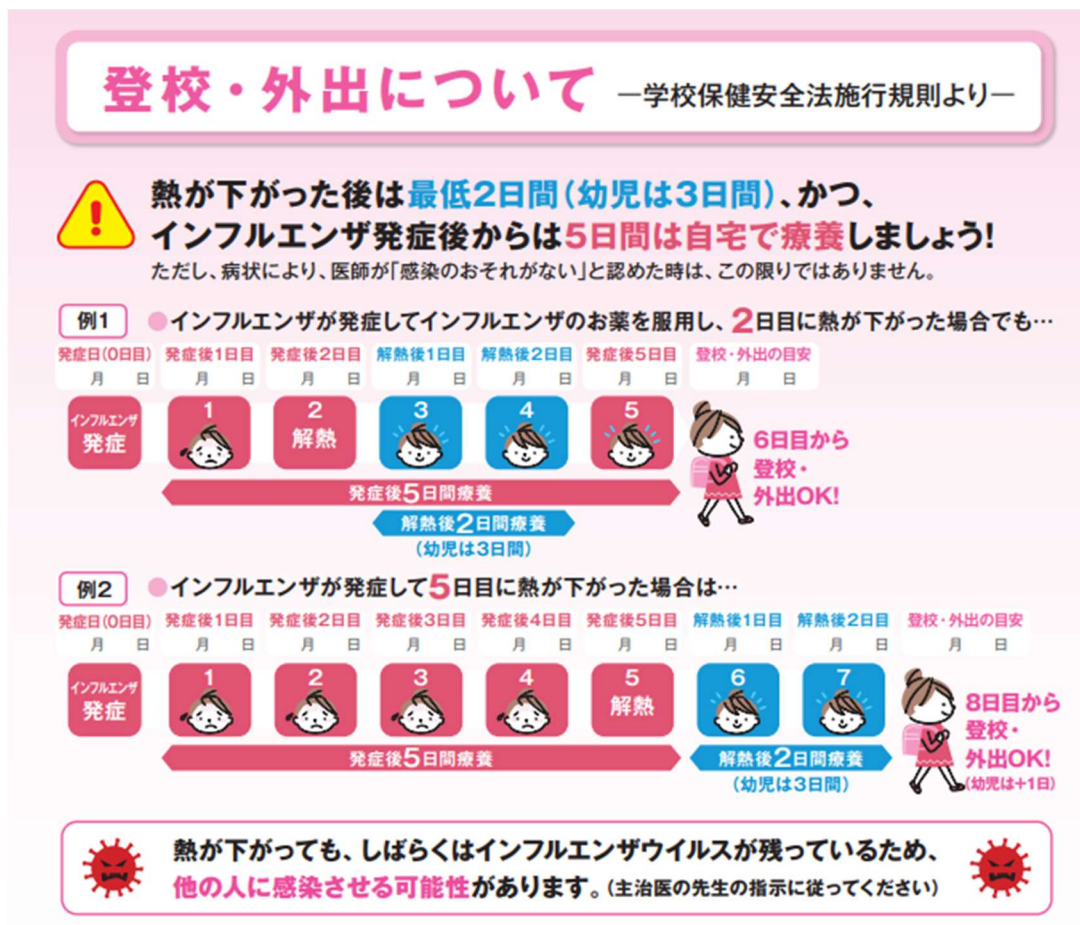 登校・外出について ―学校保健安全法施行規則より―
熱が下がった後は最低2日間(幼児は3日間)、かつ、
インフルエンザ発症後からは5日間は自宅で療養しましょう!
ただし、病状により、医師が「感染のおそれがない」と認めた時は、この限りではありません。
例1 ●インフルエンザが発症してインフルエンザのお薬を服用し、2日目に熱が下がった場合でも…
発症日(0日目) 発症後1日目 発症後2日目 解熱後1日目 解熱後2日目 発症後5日目 登校・外出の目安
月 日 月 日 月 日 月 日 月 日 月 日 月 日
インフルエンザ
発症
1 2 3 4 5
解熱
6日目から
登校・
外出OK!
発症後5日間療養
解熱後2日間療養
(幼児は3日間)
例2 ●インフルエンザが発症して5日目に熱が下がった場合は…
発症日(0日目) 発症後1日目 発症後2日目 発症後3日目 発症後4日目 発症後5日目 解熱後1日目 解熱後2日目 登校・外出の目安
月 日 月 日 月 日 月 日 月 日 月 日 月 日 月 日 月 日
インフルエンザ
発症
1 2 3 4 5 6 7
解熱
8日目から
登校・
外出OK!
(幼児は+1日)
発症後5日間療養 解熱後2日間療養
(幼児は3日間)
熱が下がっても、しばらくはインフルエンザウイルスが残っているため、
他の人に感染させる可能性があります。(主治医の先生の指示に従ってください)